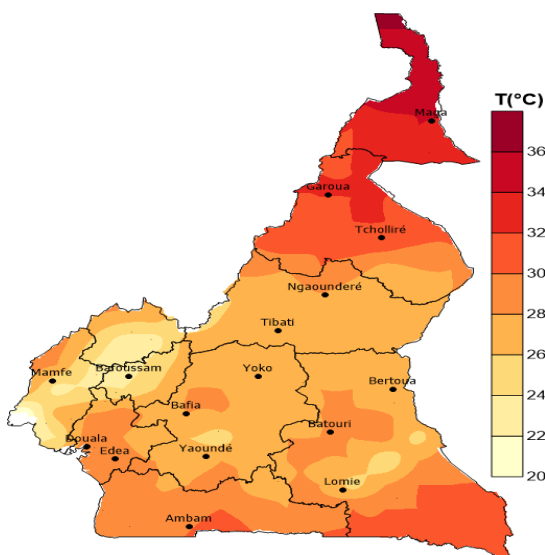 T(°C)
Maroua
36
34
Garoua
32
Tcholliré
30
Ngaounderé
28
Tibati
26
Mamfe
Bafoussam
Yoko
Bertoua
24
Bafia
Batouri
22
Douala
Edea
Yaoundé
20
Lomie
Ambam